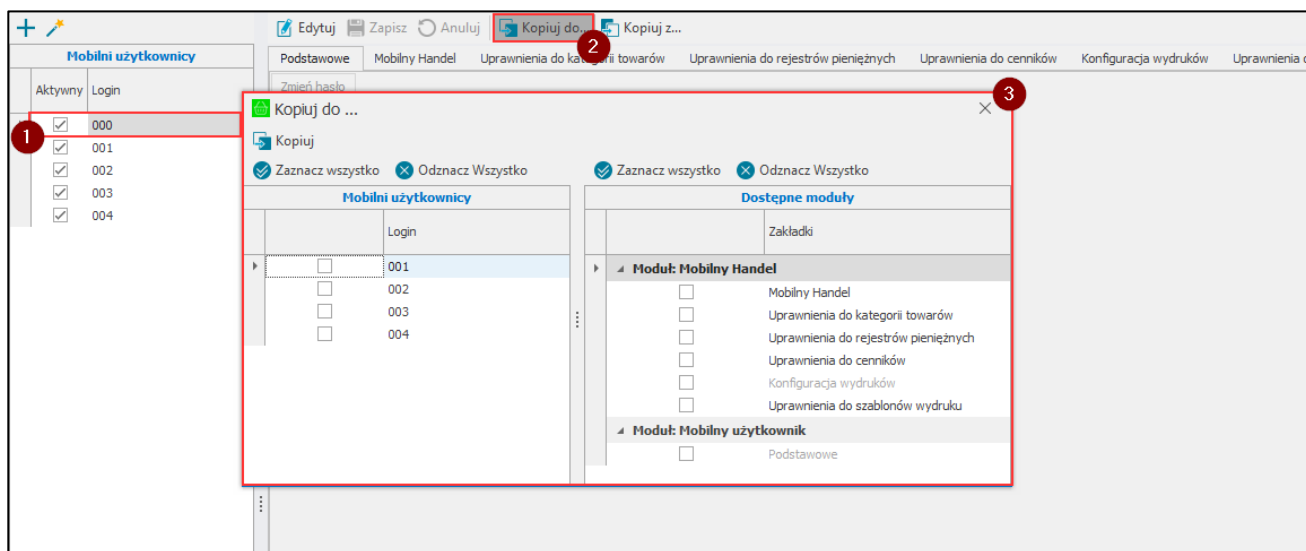 Edytuj Zapisz Anuluj Kopiuj do... Kopiuj z...
2
Mobilni użytkownicy
Podstawowe Mobilny Handel Uprawnienia do kategorii towarów Uprawnienia do rejestrów pieniężnych Uprawnienia do cenników Konfiguracja wydruków Uprawnienia
Aktywny Login
Zmień hasło
3
1
000
001
002
003
004
Kopiuj do ...
Kopiuj
Zaznacz wszystko Odznacz Wszystko
Mobilni użytkownicy
Login
001
002
003
004
Zaznacz wszystko Odznacz Wszystko
Dostępne moduły
Zakładki
Moduł: Mobilny Handel
Mobilny Handel
Uprawnienia do kategorii towarów
Uprawnienia do rejestrów pieniężnych
Uprawnienia do cenników
Konfiguracja wydruków
Uprawnienia do szablonów wydruku
Moduł: Mobilny użytkownik
Podstawowe